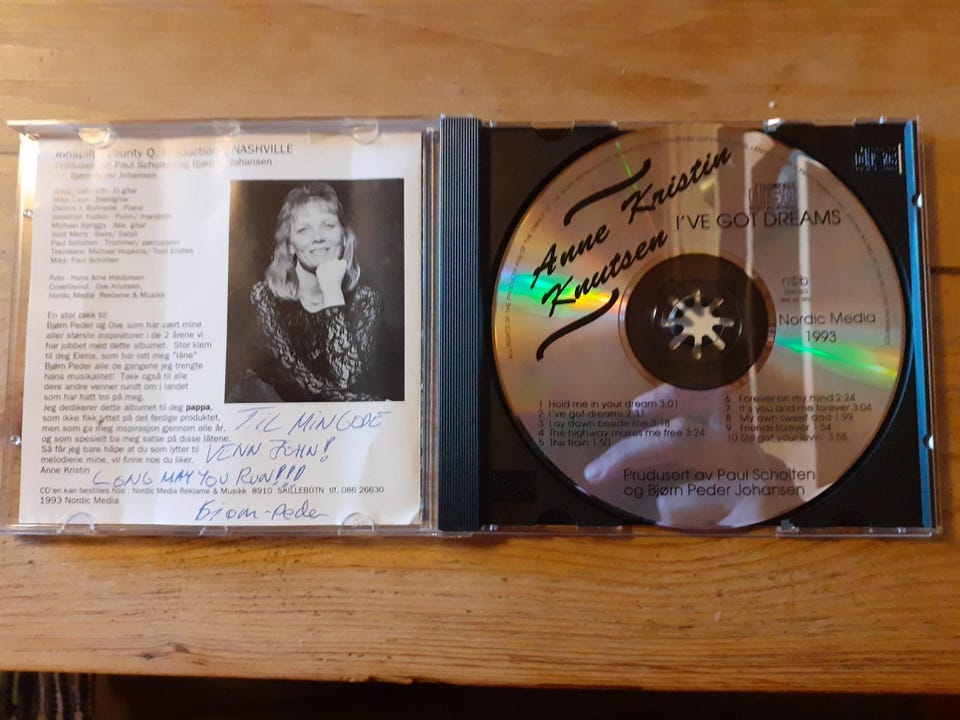 Innspilt: County Q. Productions, NASHVILLE
Produsert av Paul Scholten og Bjørn P. Johansen
Bjørn Peder Johansen
Gregg Galbraith - El.gitar
Mike Cass - Steelgitar
Dennis J. Burnside - Piano
Jonathan Yudkin - Fiolin/ mandolin
Michael Spriggs - Akk. gitar
Scot Merry - Bass/ banjo
Paul Scholten - Trommer/ percussion
Teknikere: Michael Hopkins/ Tom Endres
Miks: Paul Scholten
Foto - Hans Arne Haldorsen
Coverlayout - Ove Knutsen,
Nordic Media Reklame & Musikk
En stor takk til:
Bjørn Peder og Ove som har vært mine
aller største inspiratorer i de 2 årene vi
har jobbet med dette albumet. Stor klem
til deg Elena, som har latt meg "låne"
Bjørn Peder alle de gangene jeg trengte
hans musikalitet! Takk også til alle
dere andre venner rundt om i landet
som har hatt tro på meg.
Jeg dedikerer dette albumet til deg pappa,
som ikke fikk lyttet på det ferdige produktet,
men som ga meg inspirasjon gjennom alle år,
og som spesielt ba meg satse på disse låtene.
Så får jeg bare håpe at du som lytter til
melodiene mine, vil finne noe du liker.
Anne Kristin
CD'en kan bestilles hos : Nordic Media Reklame & Musikk 8910 SKILLEBOTN tlf. 086 26630
1993 Nordic Media
TIL MIN GODE
VENN JOHN!
LONG MAY YOU RUN!!!
Bjørn-Peder
Anne Kristin
Knutsen
I'VE GOT DREAMS
COMPACT
disc
DIGITAL AUDIO
n©b
STEREO
Nordic Media
1993
1 Hold me in your dream 3:01
2 I've got dreams 2:31
3 Lay down beside me 3:18
4 The highway makes me free 3:24
5 This train 1:50
6 Forever on my mind 2:24
7 It's you and me forever 3:04
8 My own sweet dad 1:99
9 Friends forever 1:54
10 Still got your lovin' 3:55
Prudusert av Paul Scholten
og Bjørn Peder Johansen